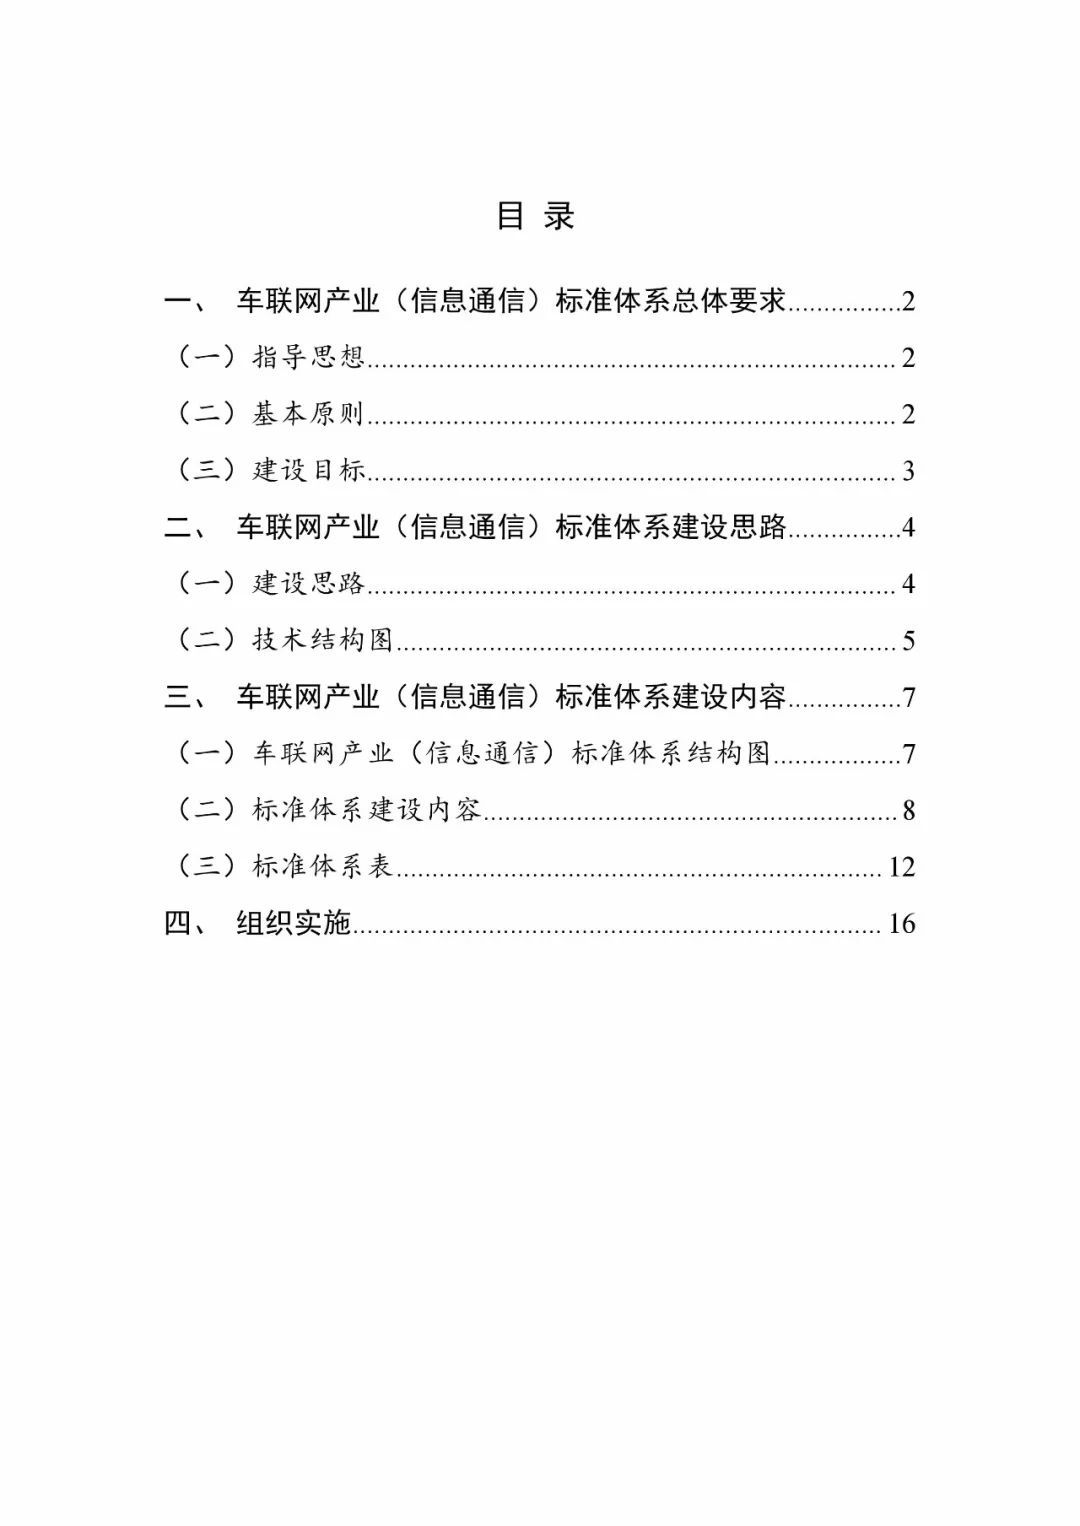 目 录
一、 车联网产业（信息通信）标准体系总体要求................2
（一）指导思想..........................................................................2
（二）基本原则..........................................................................2
（三）建设目标..........................................................................3
二、 车联网产业（信息通信）标准体系建设思路................4
（一）建设思路..........................................................................4
（二）技术结构图......................................................................5
三、 车联网产业（信息通信）标准体系建设内容................7
（一）车联网产业（信息通信）标准体系结构图..................7
（二）标准体系建设内容..........................................................8
（三）标准体系表....................................................................12
四、 组织实施..........................................................................16